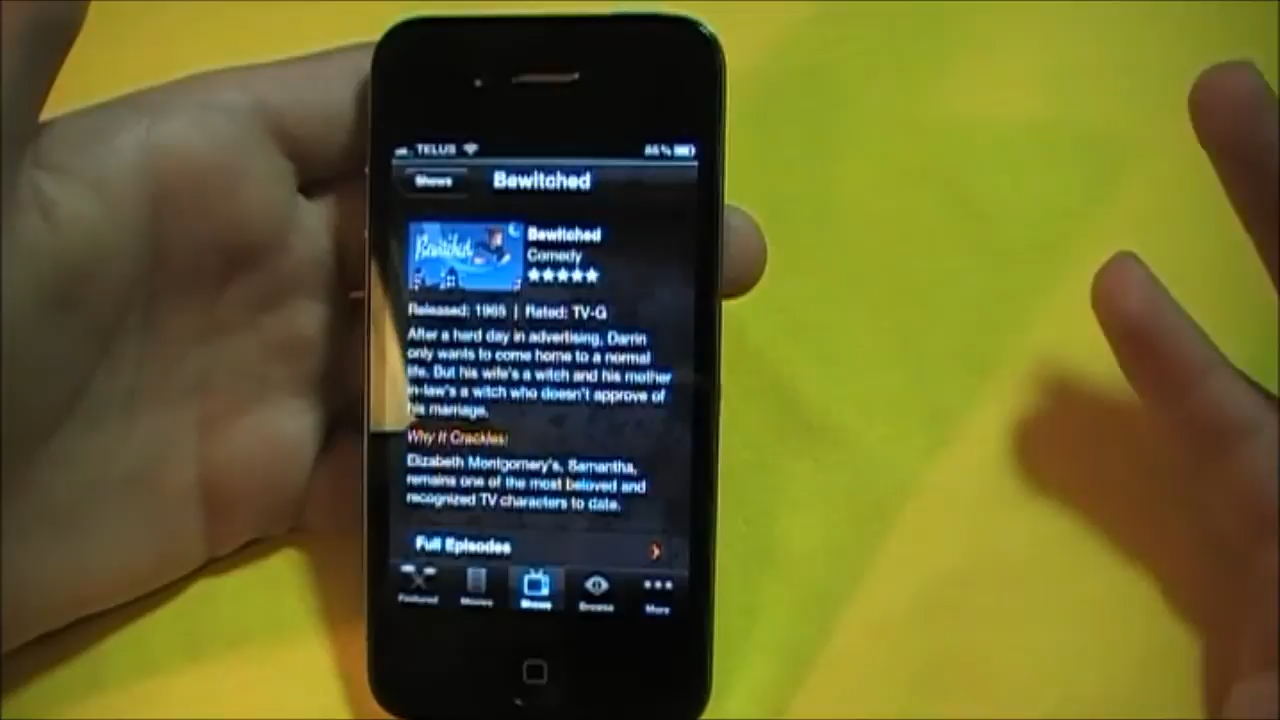 TELUS
Shows
Bewitched
Bewitched
Bewitched
Comedy
Released: 1965 | Rated: TV-G
After a hard day in advertising, Darrin
only wants to come home to a normal
life. But his wife's a witch and his mother
in-law's a witch who doesn't approve of
his marriage.
Why It Crackles:
Elizabeth Montgomery's, Samantha,
remains one of the most beloved and
recognized TV characters to date.
Full Episodes
Featured
Movies
Shows
Browse
More